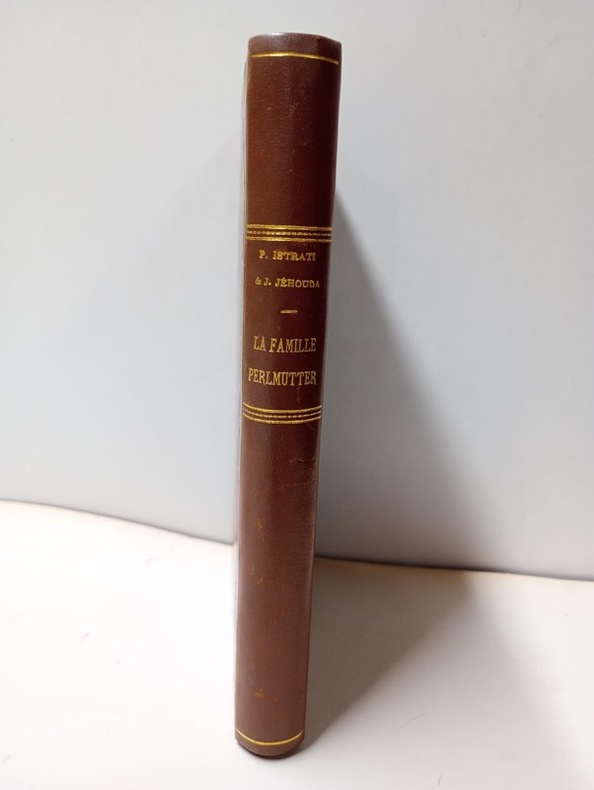 P. ISTRATI
& J. JÉHOUDA
LA FAMILLE
PERLMUTTER